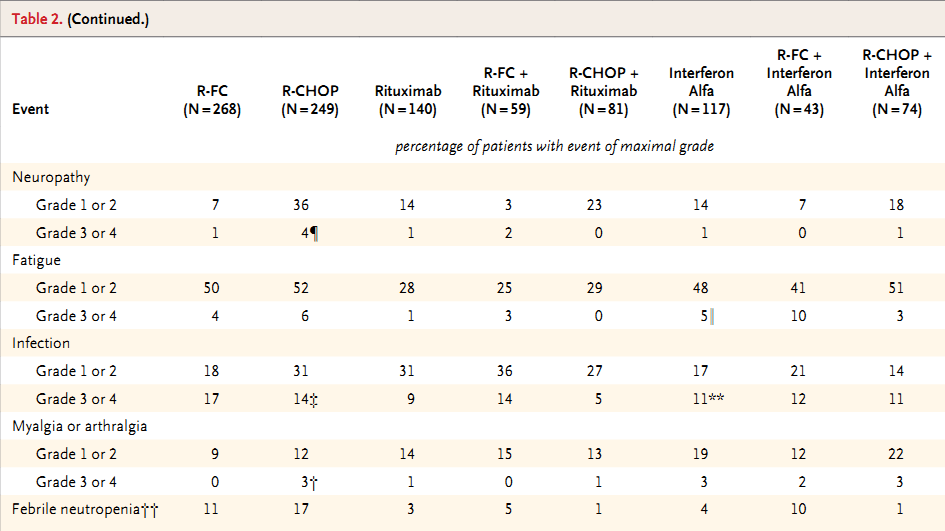 Table 2. (Continued.)
Event R-FC (N=268) R-CHOP (N=249) Rituximab (N=140) R-FC + Rituximab (N=59) R-CHOP + Rituximab (N=81) Interferon Alfa (N=117) R-FC + Interferon Alfa (N=43) R-CHOP + Interferon Alfa (N=74)
percentage of patients with event of maximal grade
Neuropathy
Grade 1 or 2 7 36 14 3 23 14 7 18
Grade 3 or 4 1 4¶ 1 2 0 1 0 1
Fatigue
Grade 1 or 2 50 52 28 25 29 48 41 51
Grade 3 or 4 4 6 1 3 0 5‖ 10 3
Infection
Grade 1 or 2 18 31 31 36 27 17 21 14
Grade 3 or 4 17 14‡ 9 14 5 11** 12 11
Myalgia or arthralgia
Grade 1 or 2 9 12 14 15 13 19 12 22
Grade 3 or 4 0 3† 1 0 1 3 2 3
Febrile neutropenia†† 11 17 3 5 1 4 10 1